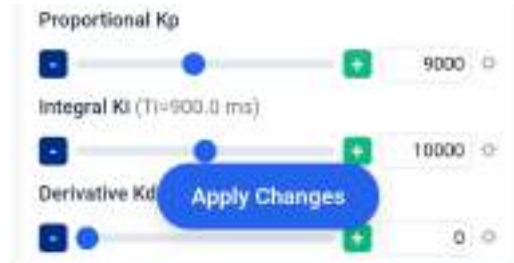 Proportional Kp
- + 9000
Integral Ki (Ti=900.0 ms)
- + 10000
Derivative Kd
Apply Changes
- + 0